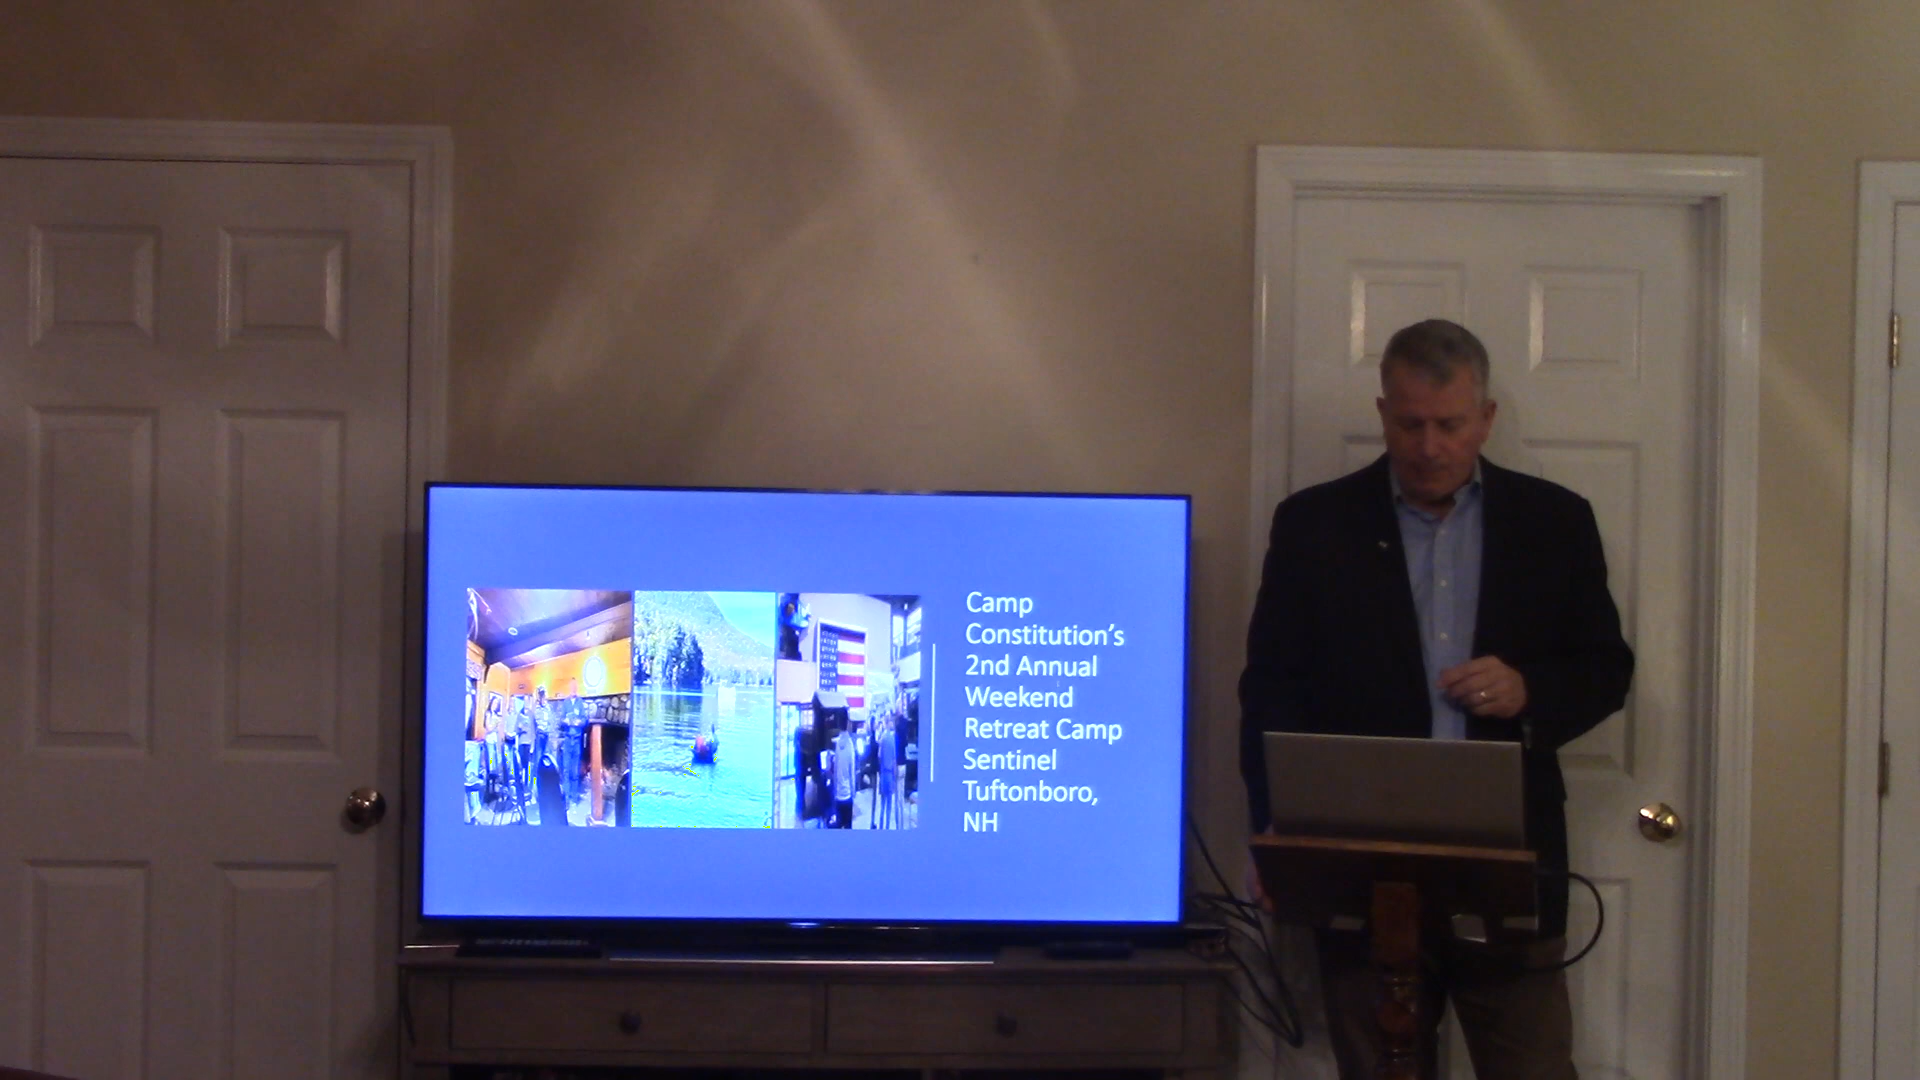 Camp
Constitution's
2nd Annual
Weekend
Retreat Camp
Sentinel
Tuftonboro,
NH